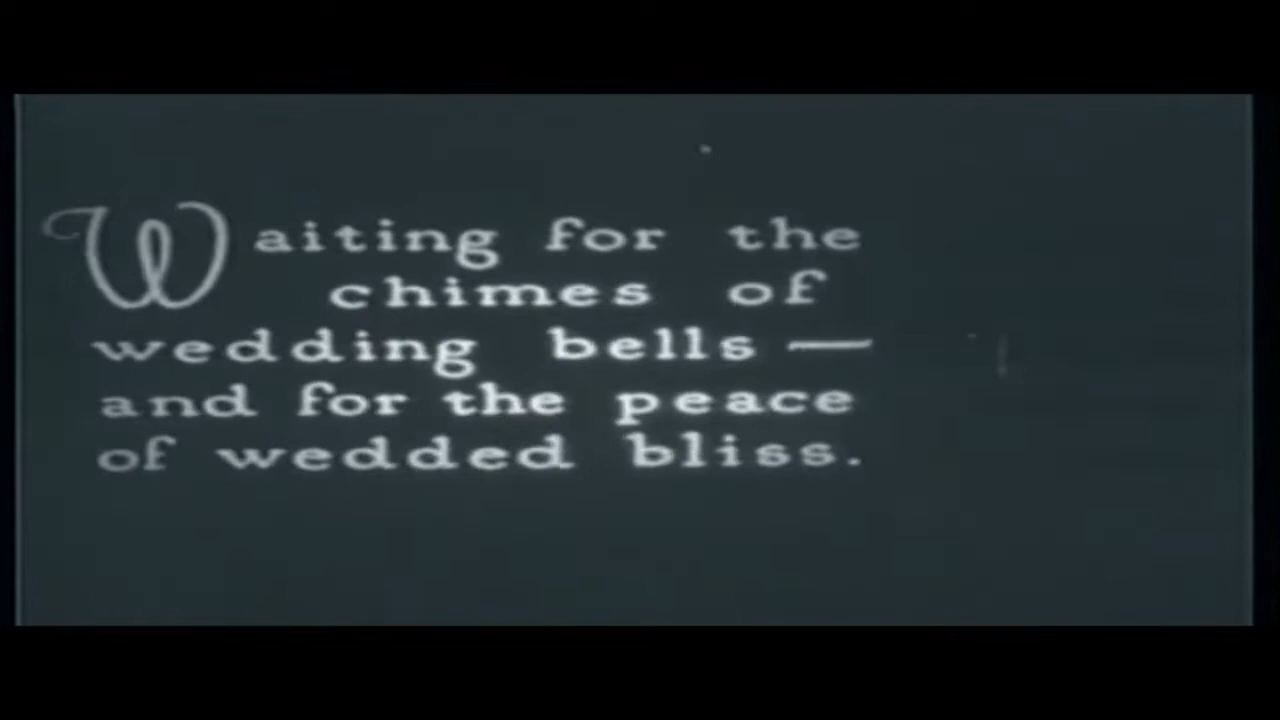 Waiting for the
chimes of
wedding bells —
and for the peace
of wedded bliss.